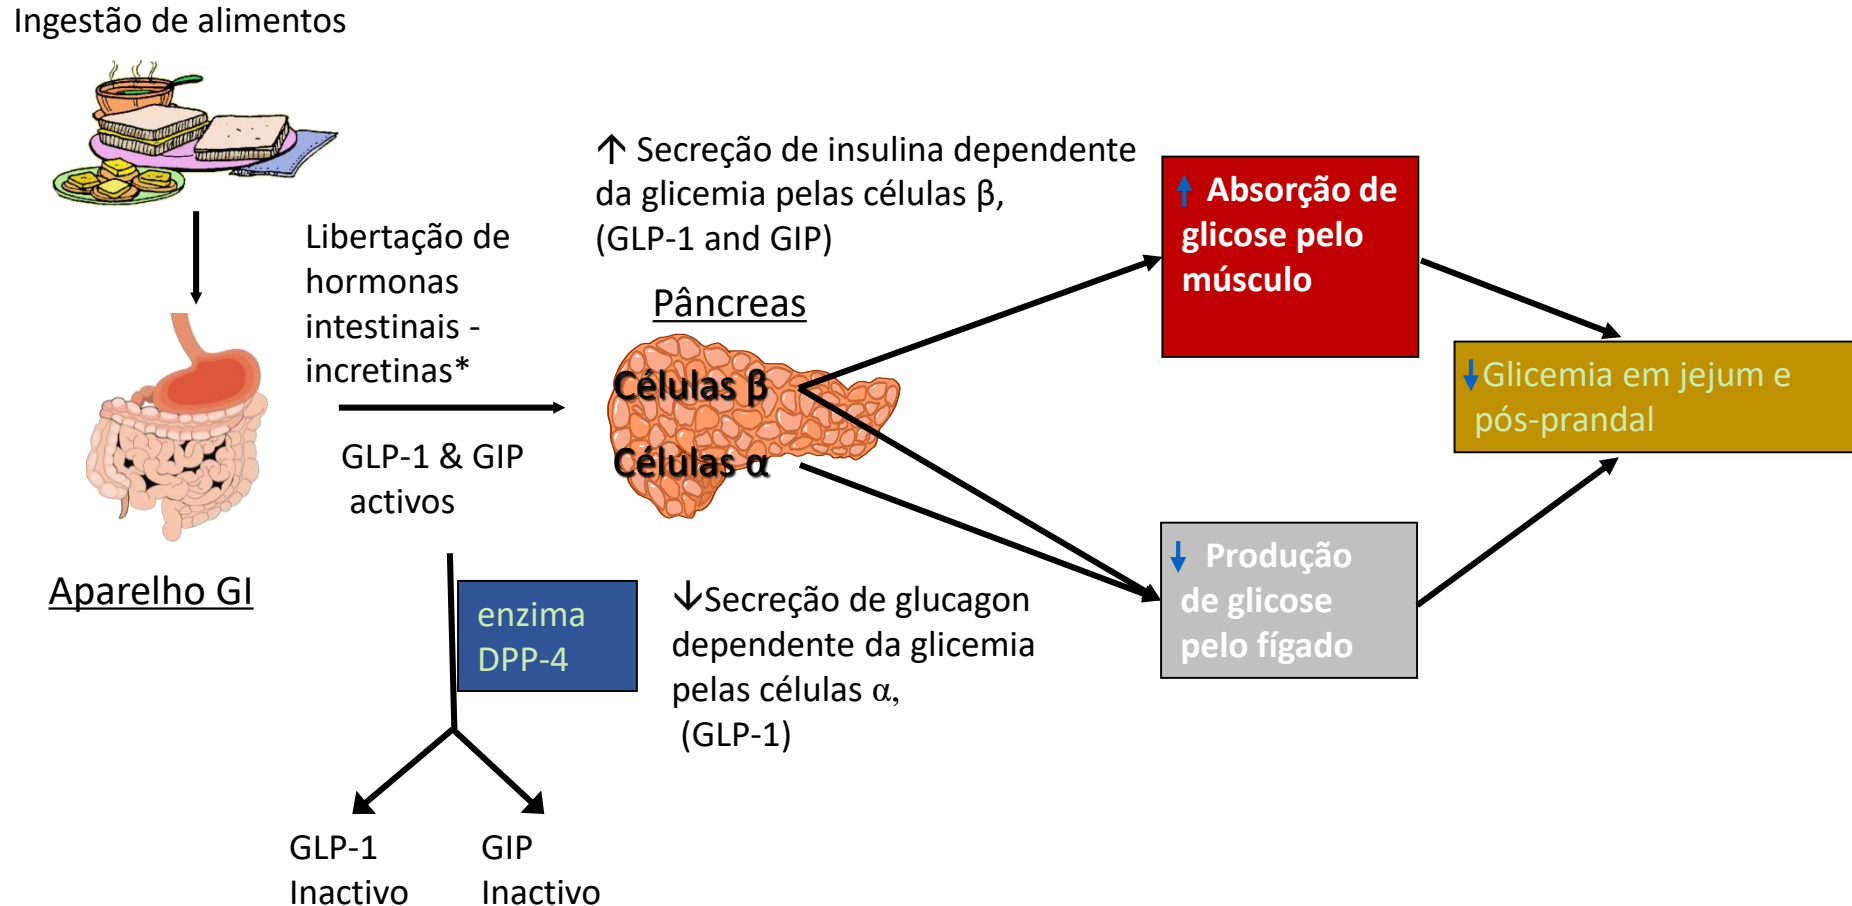 Ingestão de alimentos
↑ Secreção de insulina dependente
da glicemia pelas células β,
(GLP-1 and GIP)
Libertação de
hormonas
intestinais -
incretinas*
GLP-1 & GIP
activos
Pâncreas
Células β
Células α
Aparelho GI
enzima
DPP-4
↓Secreção de glucagon
dependente da glicemia
pelas células α,
(GLP-1)
GLP-1
Inactivo
GIP
Inactivo
↑ Absorção de
glicose pelo
músculo
↓ Produção
de glicose
pelo fígado
↓Glicemia em jejum e
pós-prandal